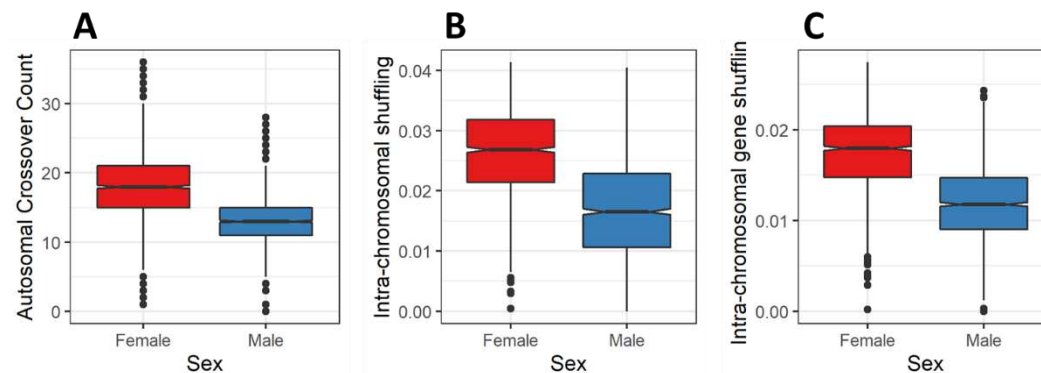 A
B
C
Autosomal Crossover Count
30
20
10
0
Female
Male
Sex
Intra-chromosomal shuffling
0.04
0.03
0.02
0.01
0.00
Female
Male
Sex
Intra-chromosomal gene shufflin
0.02
0.01
0.00
Female
Male
Sex